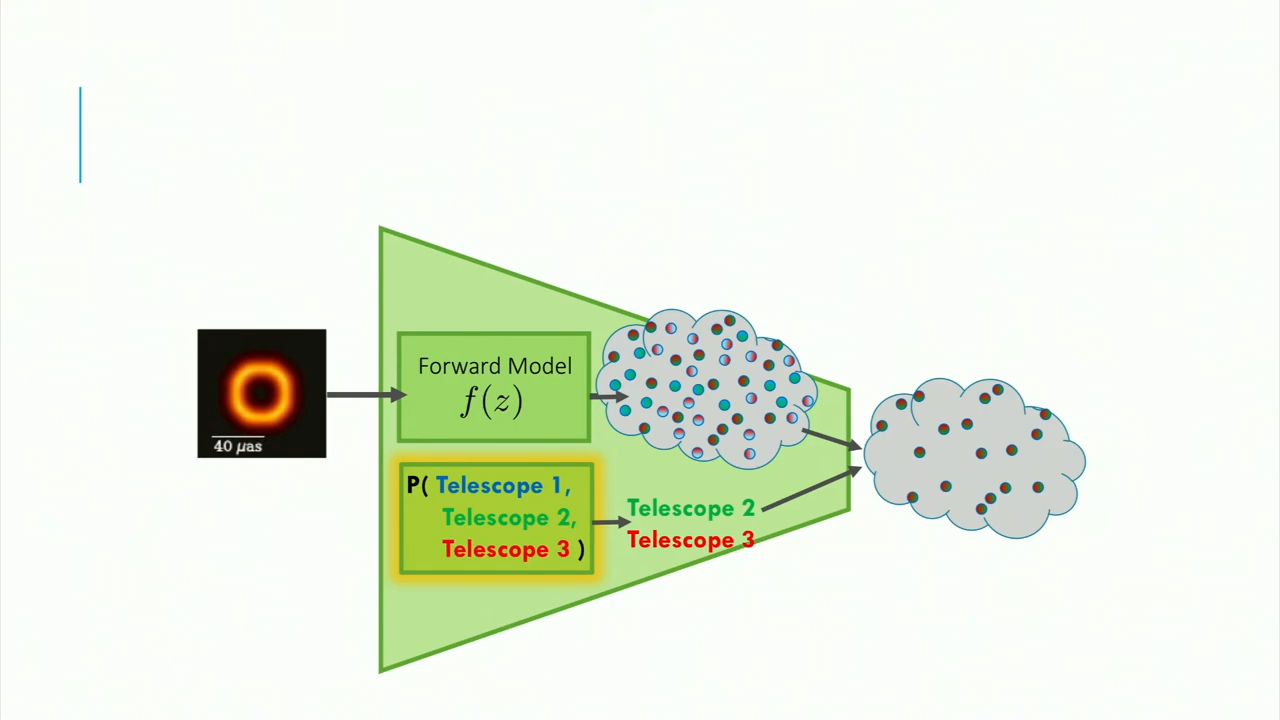 Forward Model
f(z)
40 μas
P( Telescope 1,
Telescope 2,
Telescope 3 )
Telescope 2
Telescope 3